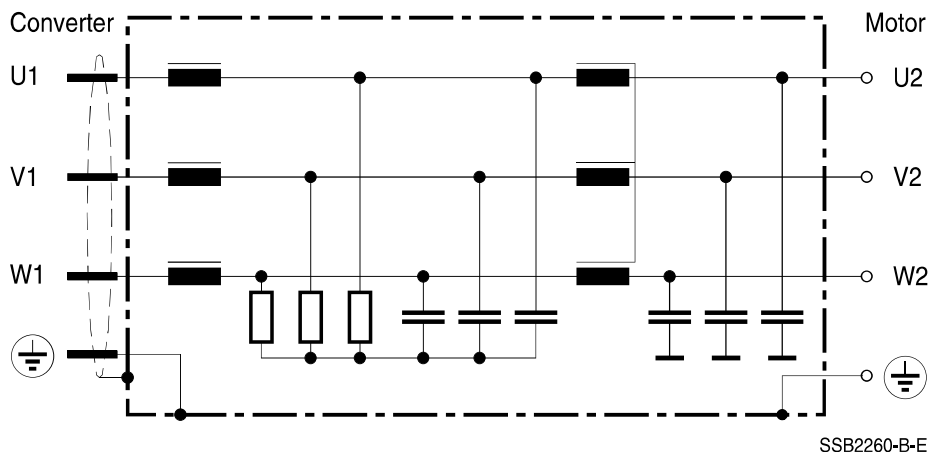 Converter Motor
U1 U2
V1 V2
W1 W2
SSB2260-B-E